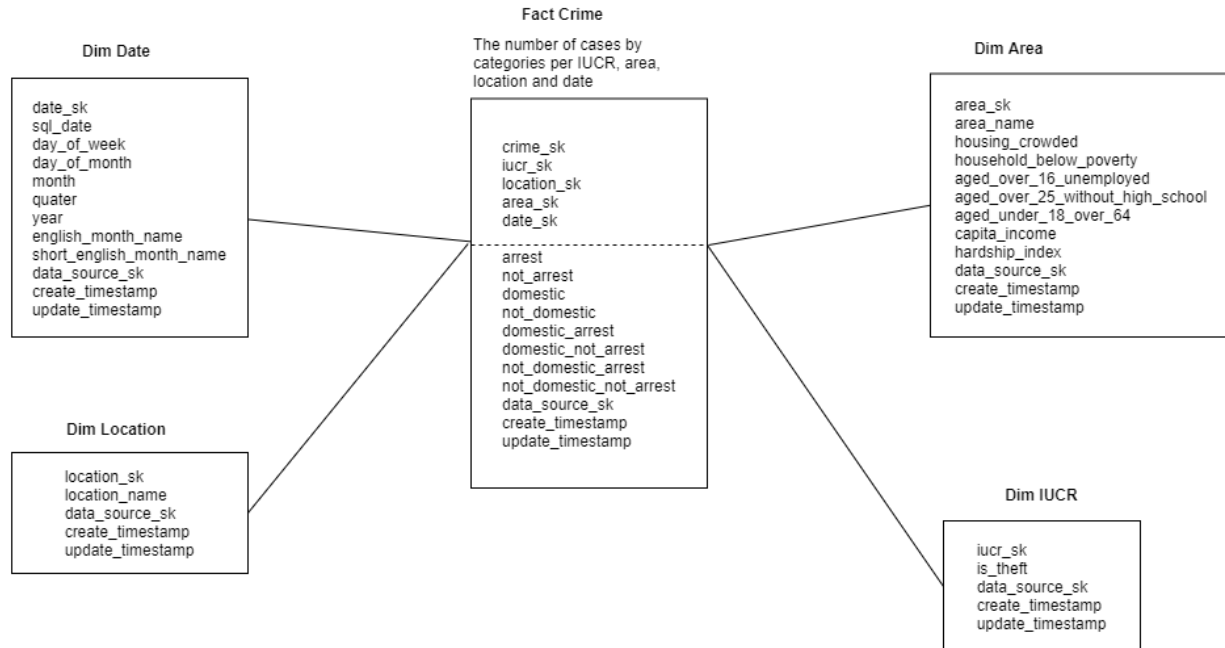 Fact Crime
The number of cases by
categories per IUCR, area,
location and date
crime_sk
iucr_sk
location_sk
area_sk
date_sk
arrest
not_arrest
domestic
not_domestic
domestic_arrest
domestic_not_arrest
not_domestic_arrest
not_domestic_not_arrest
data_source_sk
create_timestamp
update_timestamp
Dim Date
date_sk
sql_date
day_of_week
day_of_month
month
quater
year
english_month_name
short_english_month_name
data_source_sk
create_timestamp
update_timestamp
Dim Area
area_sk
area_name
housing_crowded
household_below_poverty
aged_over_16_unemployed
aged_over_25_without_high_school
aged_under_18_over_64
capita_income
hardship_index
data_source_sk
create_timestamp
update_timestamp
Dim Location
location_sk
location_name
data_source_sk
create_timestamp
update_timestamp
Dim IUCR
iucr_sk
is_theft
data_source_sk
create_timestamp
update_timestamp